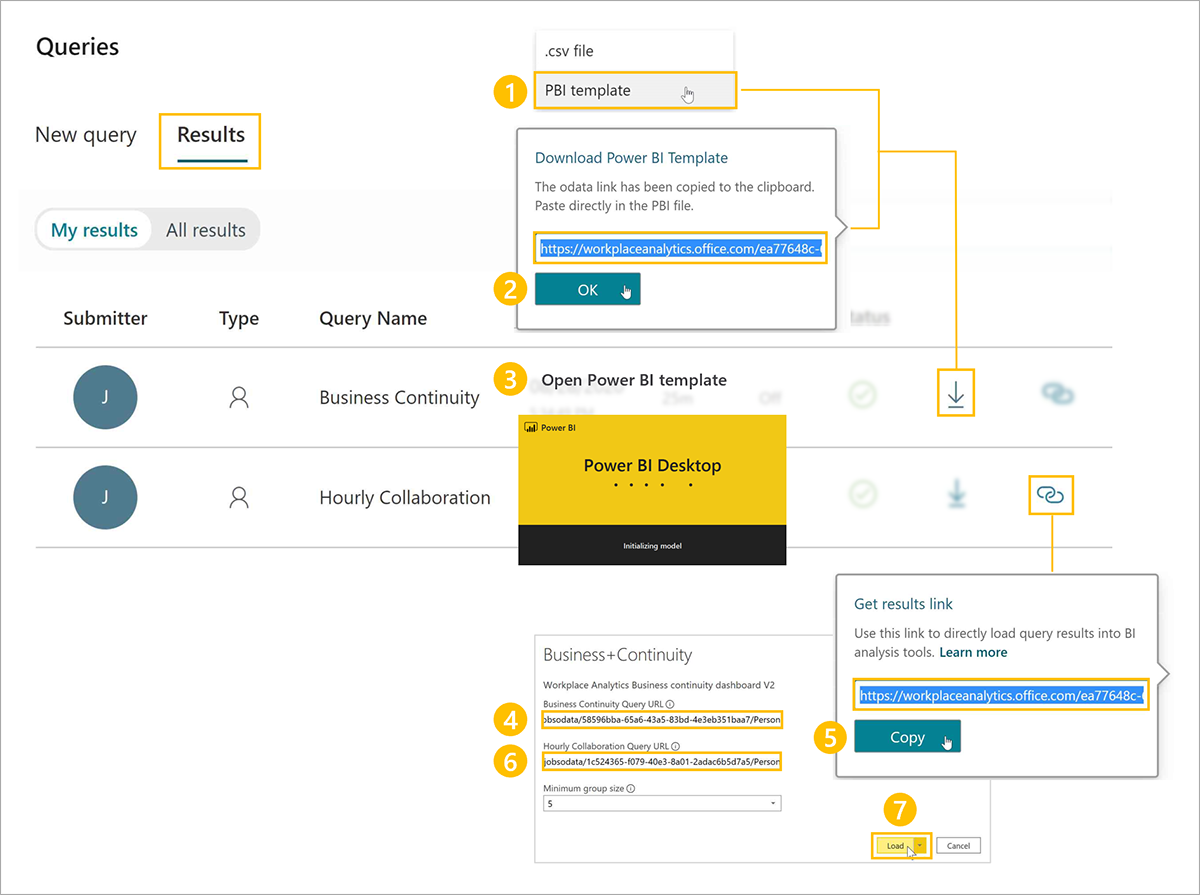 Queries
.csv file
1
PBI template
New query
Results
Download Power BI Template
The odata link has been copied to the clipboard.
Paste directly in the PBI file.
My results
All results
https://workplaceanalytics.office.com/ea77648c-
2
OK
Submitter
Type
Query Name
tatus
3
Open Power BI template
J
Business Continuity
25m
Off
Power BI
Power BI Desktop
J
Hourly Collaboration
Initializing model
Get results link
Use this link to directly load query results into BI
analysis tools. Learn more
https://workplaceanalytics.office.com/ea77648c-
5
Copy
Business+Continuity
Workplace Analytics Business continuity dashboard V2
Business Continuity Query URL
4
obsodata/58596bba-65a6-43a5-83bd-4e3eb351baa7/Person
Hourly Collaboration Query URL
6
jobsodata/1c524365-f079-40e3-8a01-2adac6b5d7a5/Person
Minimum group size
5
7
Load
Cancel